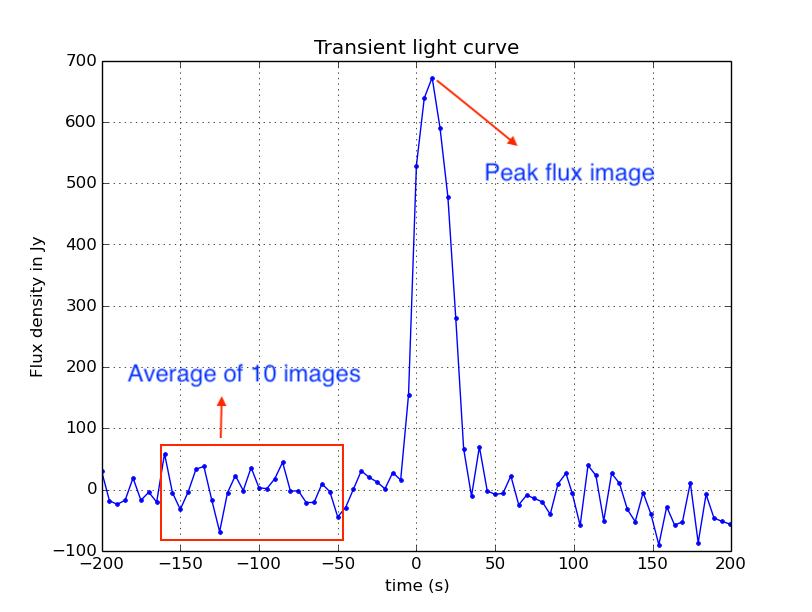 Transient light curve
700
600
500
400
300
200
100
0
−100
Flux density in Jy
Peak flux image
Average of 10 images
−200 −150 −100 −50 0 50 100 150 200
time (s)